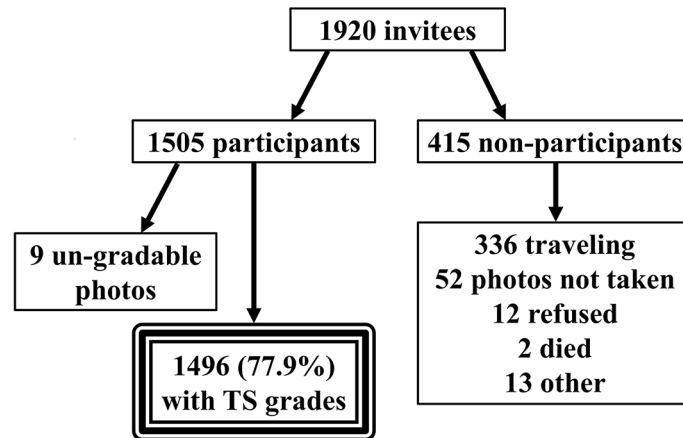 1920 invitees
1505 participants
415 non-participants
9 un-gradable
photos
336 traveling
52 photos not taken
12 refused
2 died
13 other
1496 (77.9%)
with TS grades